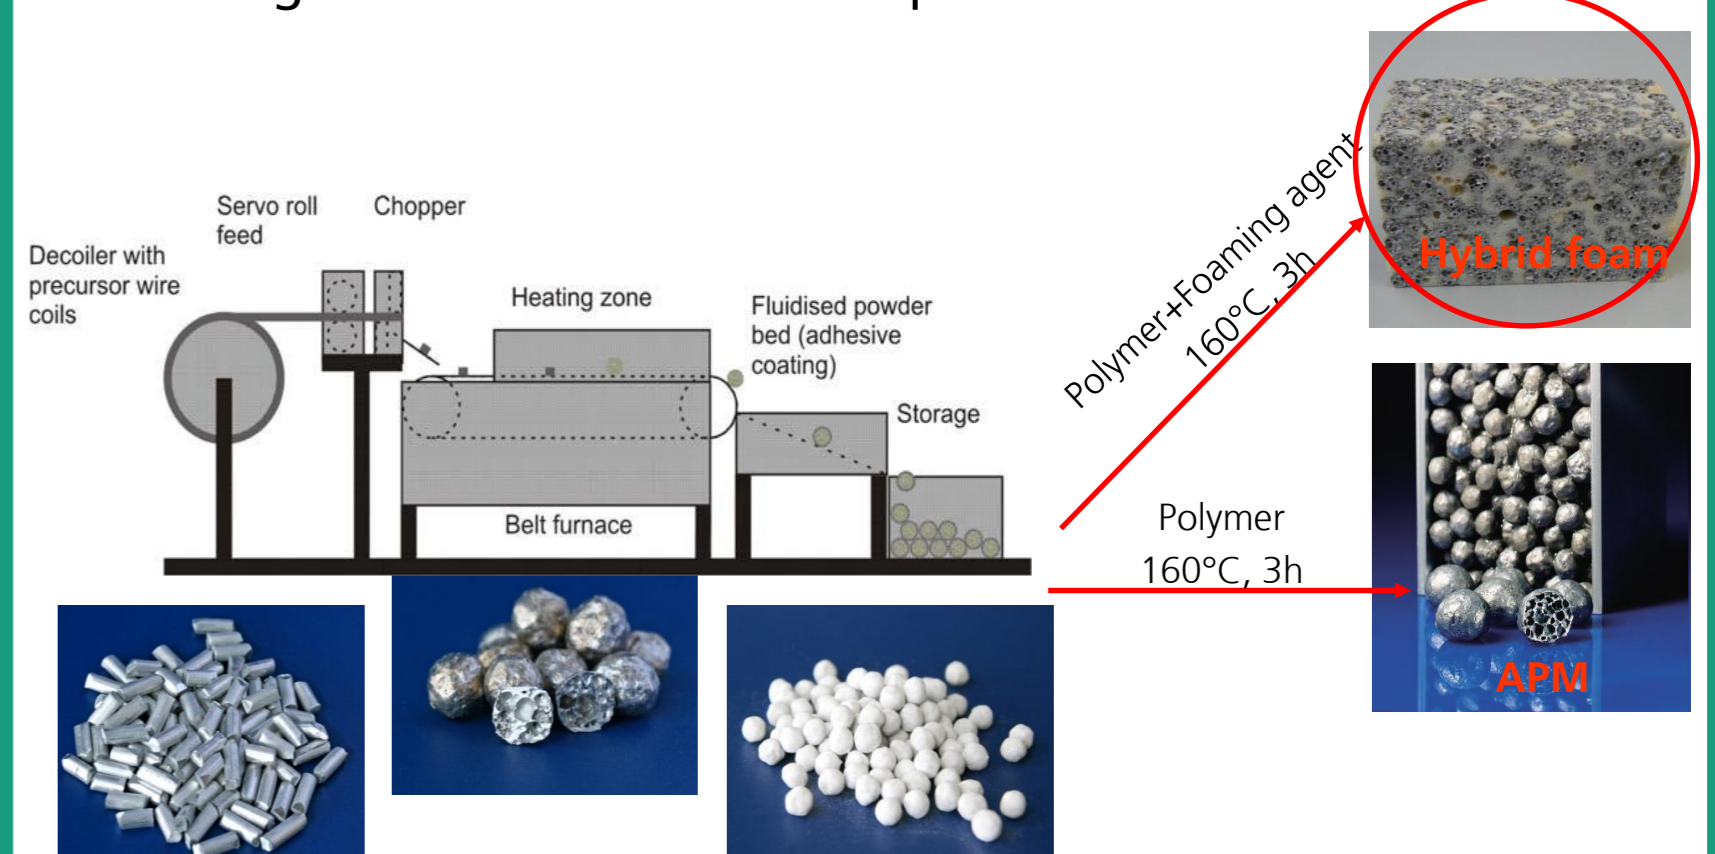 Servo roll
feed
Chopper
Decoiler with
precursor wire
coils
Heating zone
Fluidised powder
bed (adhesive
coating)
Storage
Belt furnace
Polymer+Foaming agent
160°C, 3h
Hybrid foam
Polymer
160°C, 3h
APM